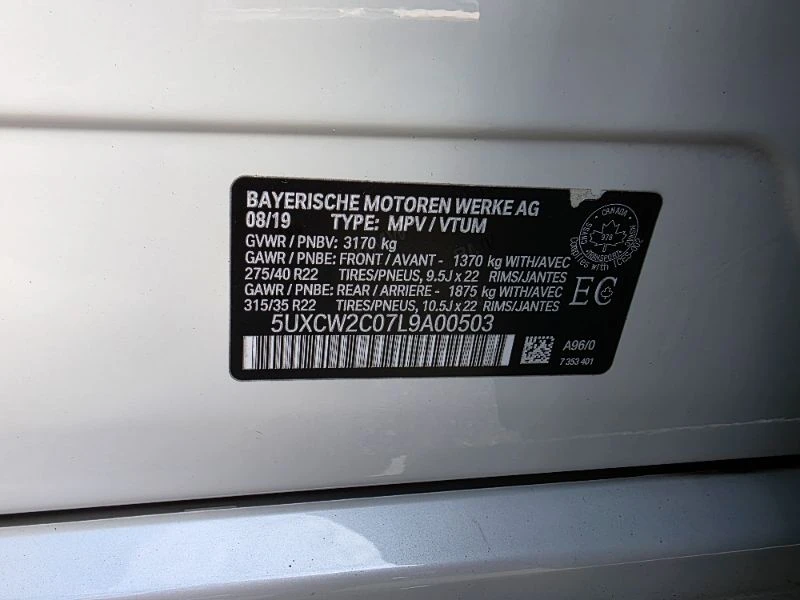 BAYERISCHE MOTOREN WERKE AG
08/19 TYPE: MPV / VTUM
GVWR / PNBV: 3170 kg
GAWR / PNBE: FRONT / AVANT - 1370 kg WITH/AVEC
275/40 R22 TIRES/PNEUS, 9.5J x 22 RIMS/JANTES
GAWR / PNBE: REAR / ARRIERE - 1875 kg WITH/AVEC
315/35 R22 TIRES/PNEUS, 10.5J x 22 RIMS/JANTES
5UXCW2C07L9A00503
CANADA
978
EC
A96/0
7 353 401